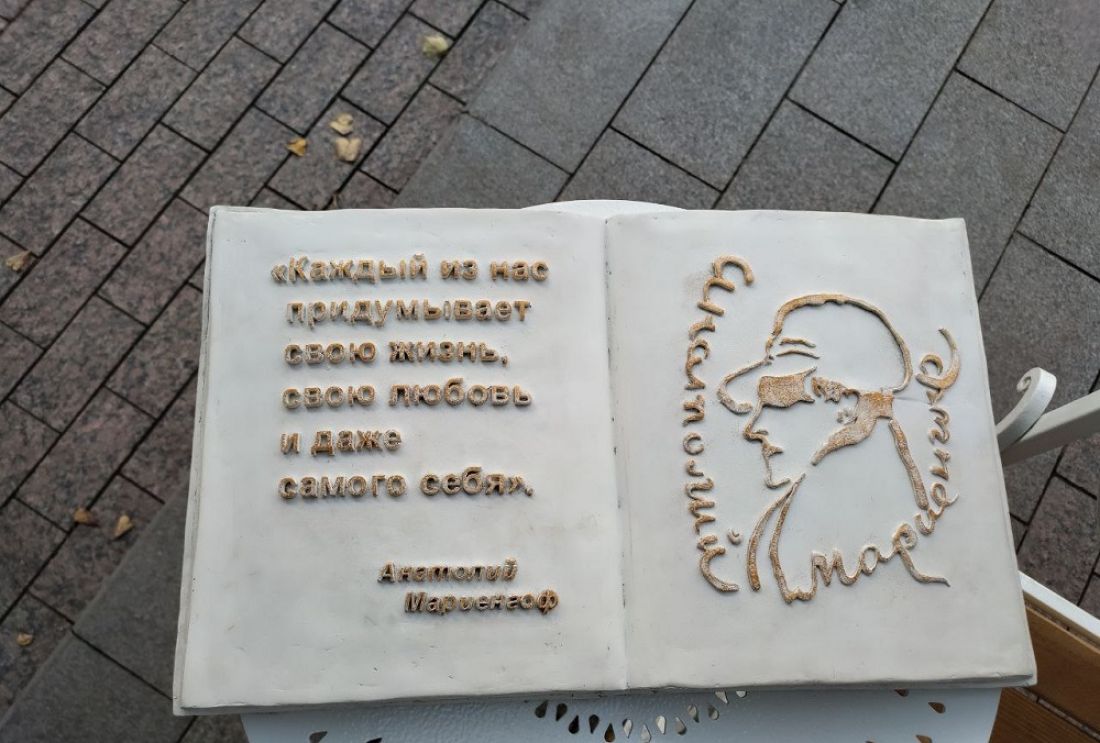 «Каждый из нас
придумывает
свою жизнь,
свою любовь
и даже
самого себя».
Анатолий
Мариенгоф
Анатолий
Мариенгоф